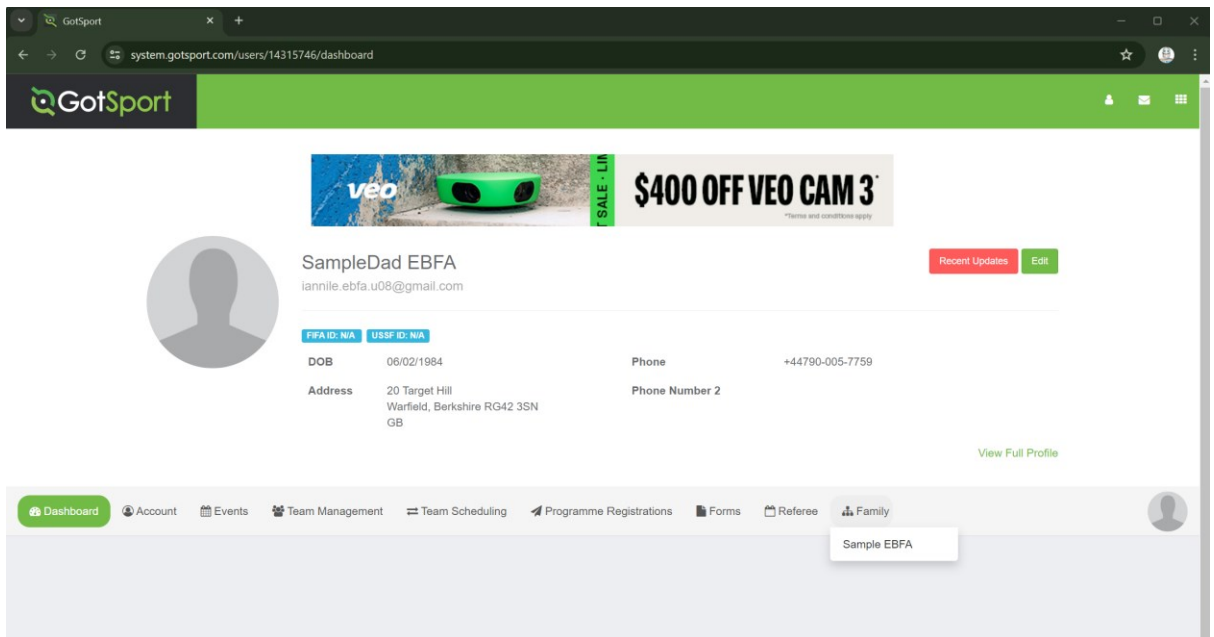 GotSport
system.gotsport.com/users/14315746/dashboard
GotSport
veo
$400 OFF VEO CAM 3*
*Terms and conditions apply
SampleDad EBFA
iannile.ebfa.u08@gmail.com
Recent Updates
Edit
FIFA ID: N/A USSF ID: N/A
DOB 06/02/1984 Phone +44790-005-7759
Address 20 Target Hill Phone Number 2
Warfield, Berkshire RG42 3SN
GB
View Full Profile
Dashboard Account Events Team Management Team Scheduling Programme Registrations Forms Referee Family
Sample EBFA